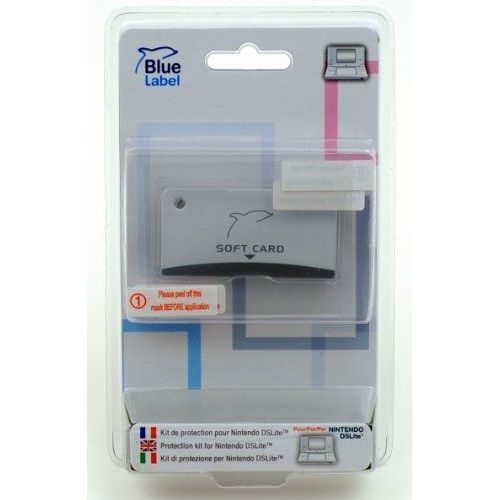 Blue
Label
SOFT CARD
1
Please peel off this
mask BEFORE application
Kit de protection pour Nintendo DSLite™
Protection kit for Nintendo DSLite™
Kit di protezione per Nintendo DSLite™
Pour/For/Per NINTENDO
DSLite™